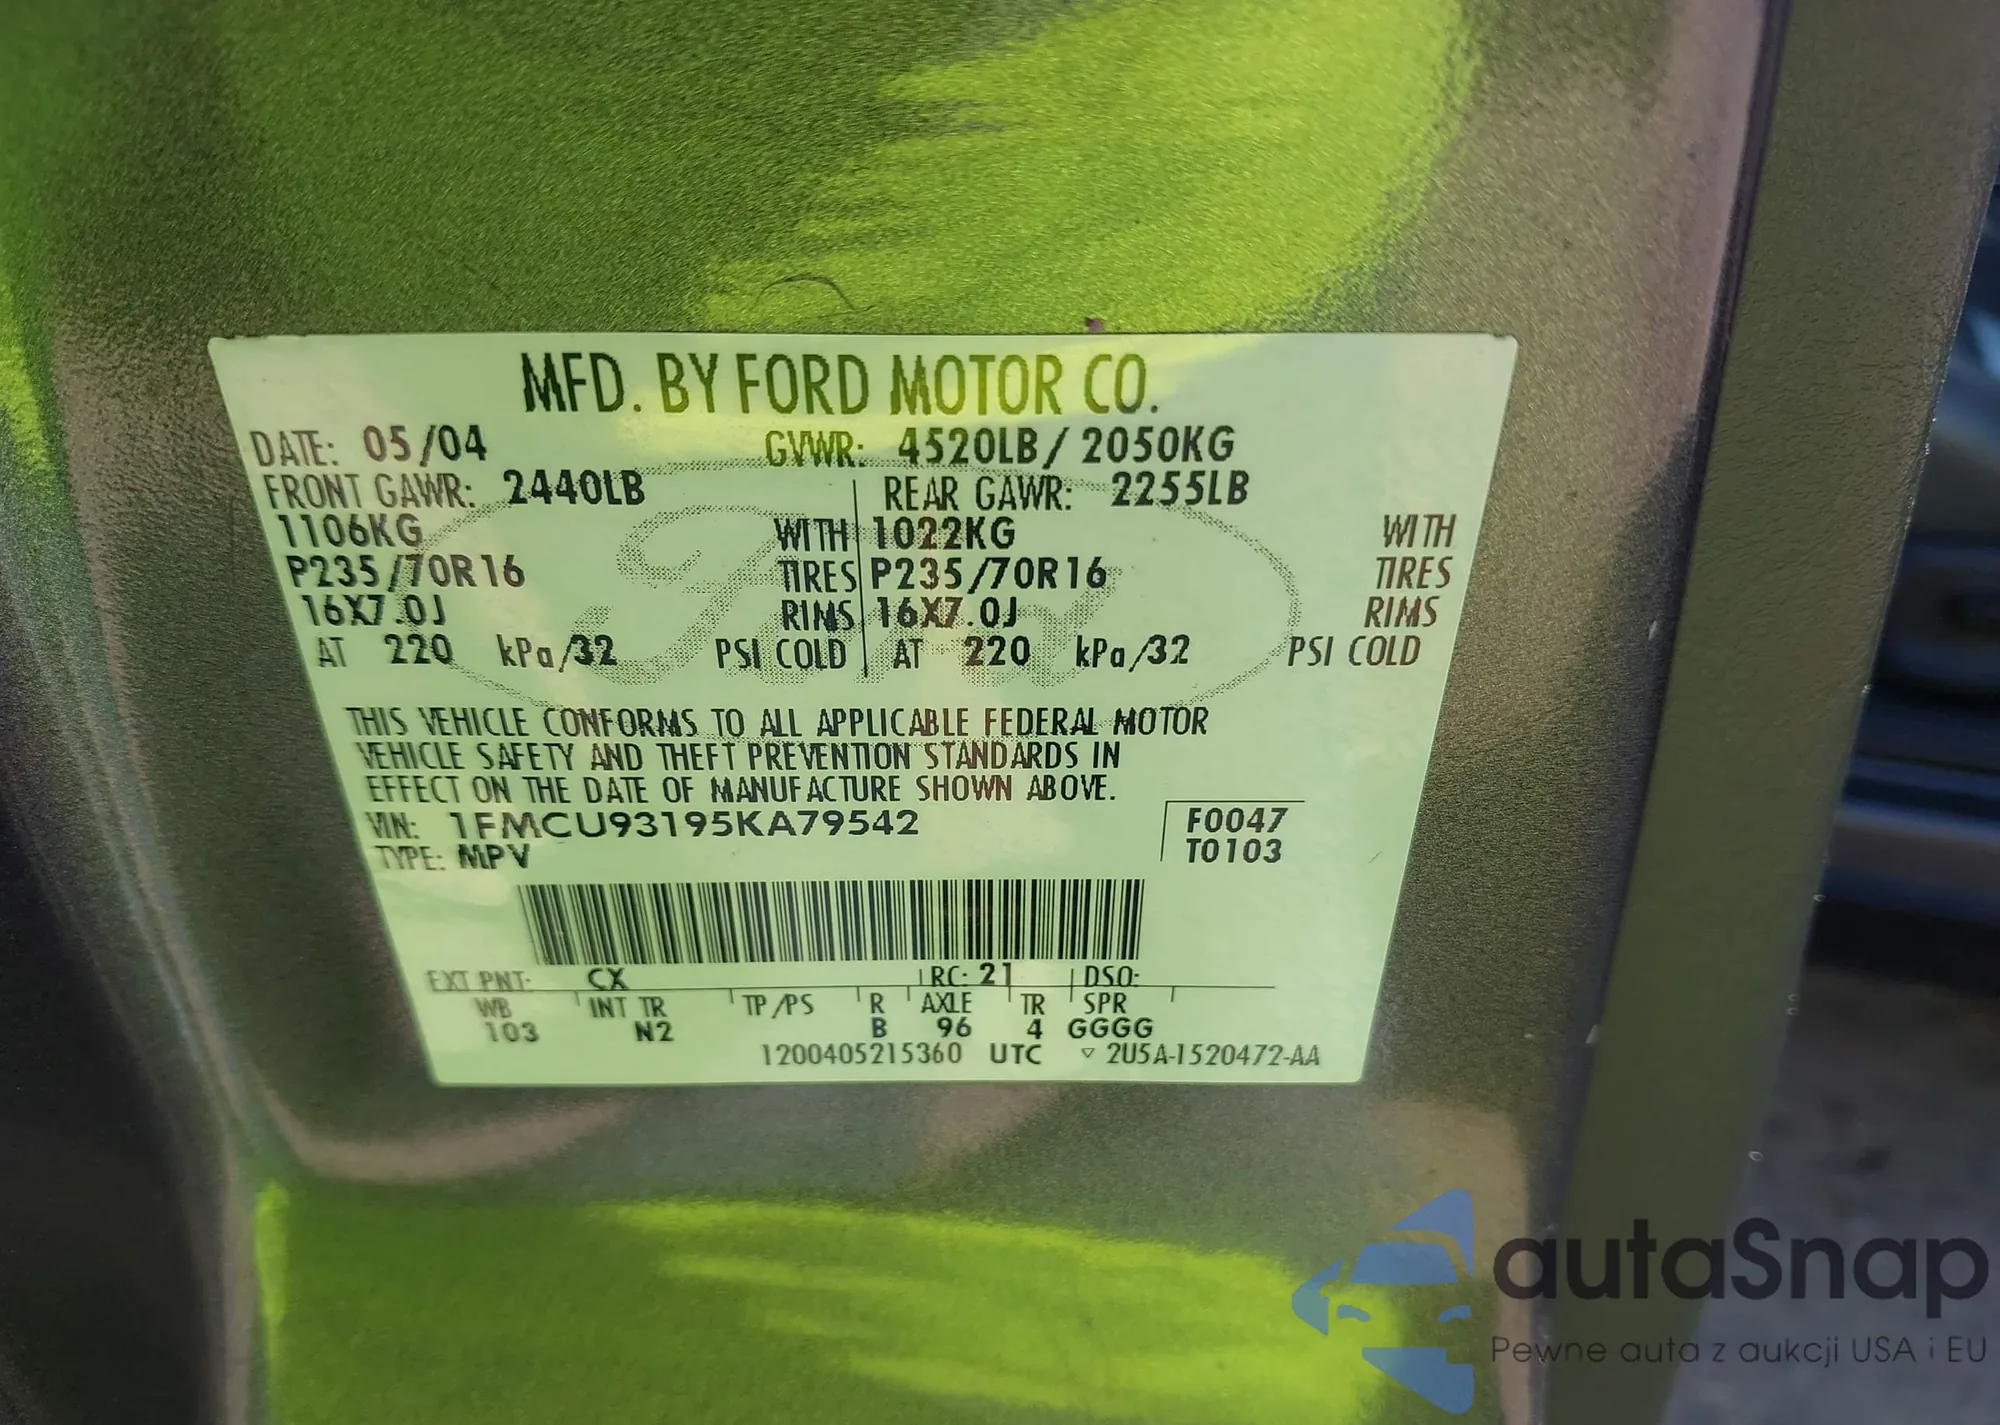 MFD. BY FORD MOTOR CO.
DATE: 05/04 GVWR: 4520LB/ 2050KG
FRONT GAWR: 2440LB REAR GAWR: 2255LB
1106KG WITH 1022KG WITH
P235/70R16 TIRES P235/70R16 TIRES
16X7.0J RIMS 16X7.0J RIMS
AT 220 kPa/32 PSI COLD AT 220 kPa/32 PSI COLD
THIS VEHICLE CONFORMS TO ALL APPLICABLE FEDERAL MOTOR
VEHICLE SAFETY AND THEFT PREVENTION STANDARDS IN
EFFECT ON THE DATE OF MANUFACTURE SHOWN ABOVE.
VIN: 1FMCU93195KA79542 F0047
TYPE: MPV T0103
EXT PNT: CX RC: 21 DSO:
WB INT TR TP/PS R AXLE TR SPR
103 N2 B 96 4 GGGG
1200405215360 UTC ▽ 2U5A-1520472-AA
Ford
autaSnap
Pewne auta z aukcji USA i EU